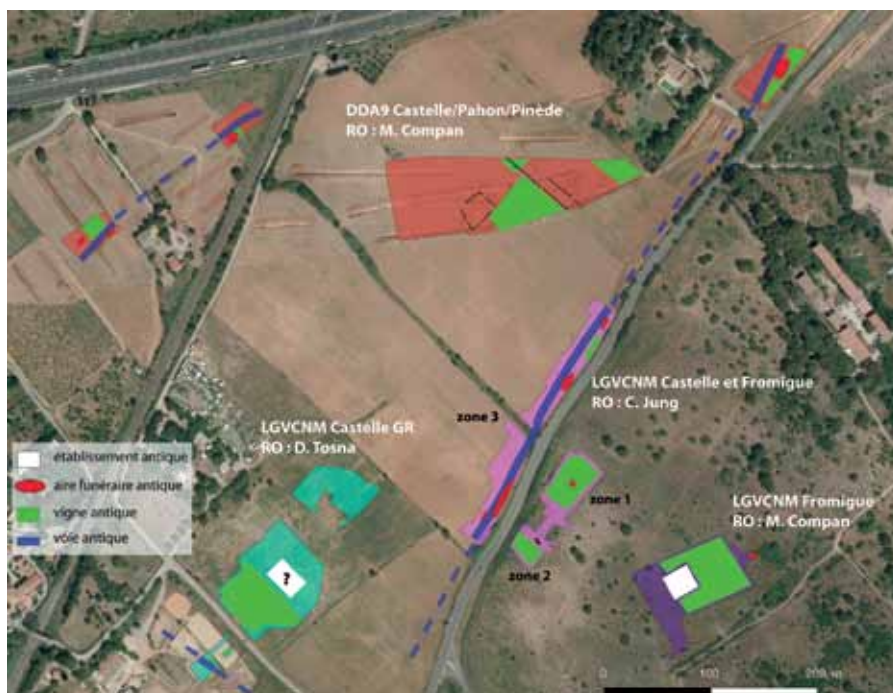 DDA9 Castelle/Pahon/Pinède
RO : M. Compan
LGVCNM Castelle et Fromigue
RO : C. Jung
zone 3
LGVCNM Castelle GR
RO : D. Tosna
établissement antique
aire funéraire antique
vigne antique
voie antique
?
zone 1
zone 2
LGVCNM Fromigue
RO : M. Compan
0 100 200 m